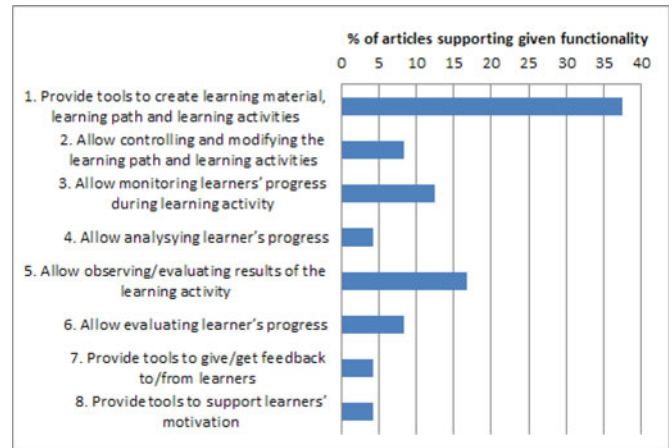 % of articles supporting given functionality
0 5 10 15 20 25 30 35 40
1. Provide tools to create learning material,
learning path and learning activities
2. Allow controlling and modifying the
learning path and learning activities
3. Allow monitoring learners' progress
during learning activity
4. Allow analysying learner's progress
5. Allow observing/evaluating results of the
learning activity
6. Allow evaluating learner's progress
7. Provide tools to give/get feedback
to/from learners
8. Provide tools to support learners'
motivation